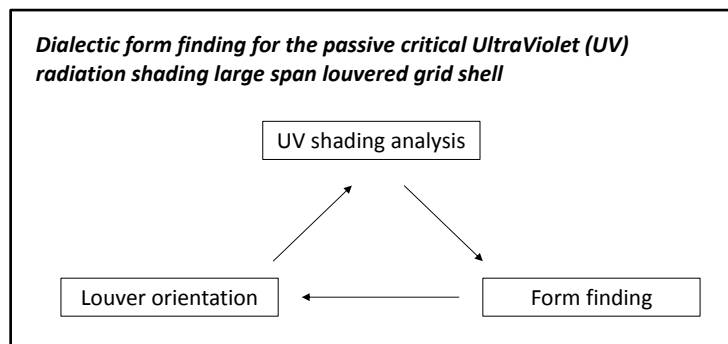 Dialectic form finding for the passive critical UltraViolet (UV)
radiation shading large span louvered grid shell
UV shading analysis
Louver orientation
Form finding